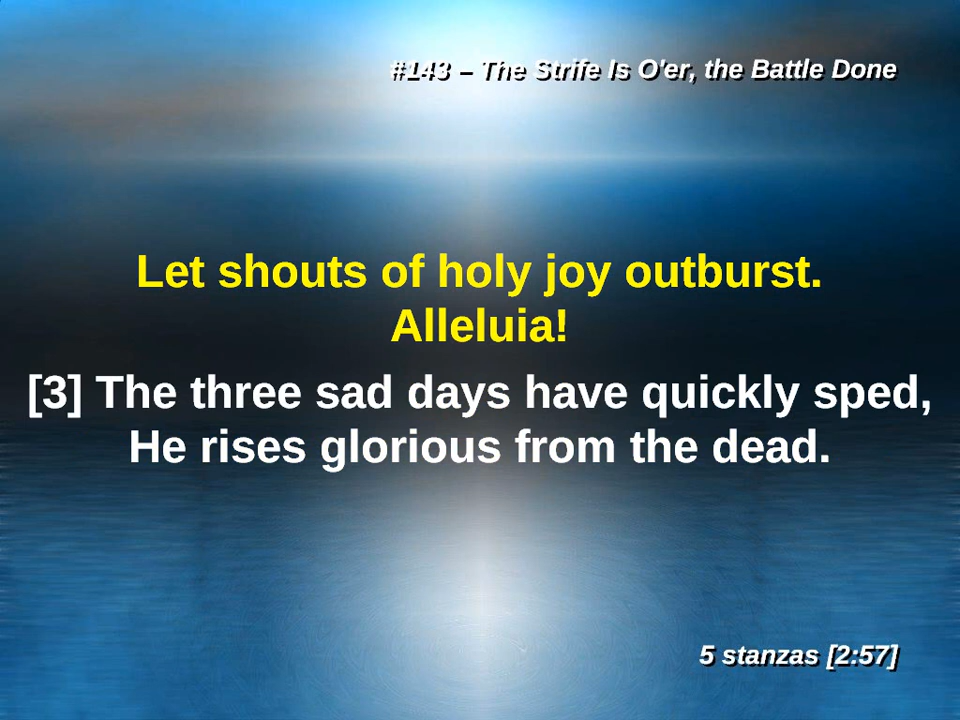 #143 – The Strife Is O'er, the Battle Done
Let shouts of holy joy outburst.
Alleluia!
[3] The three sad days have quickly sped,
He rises glorious from the dead.
5 stanzas [2:57]